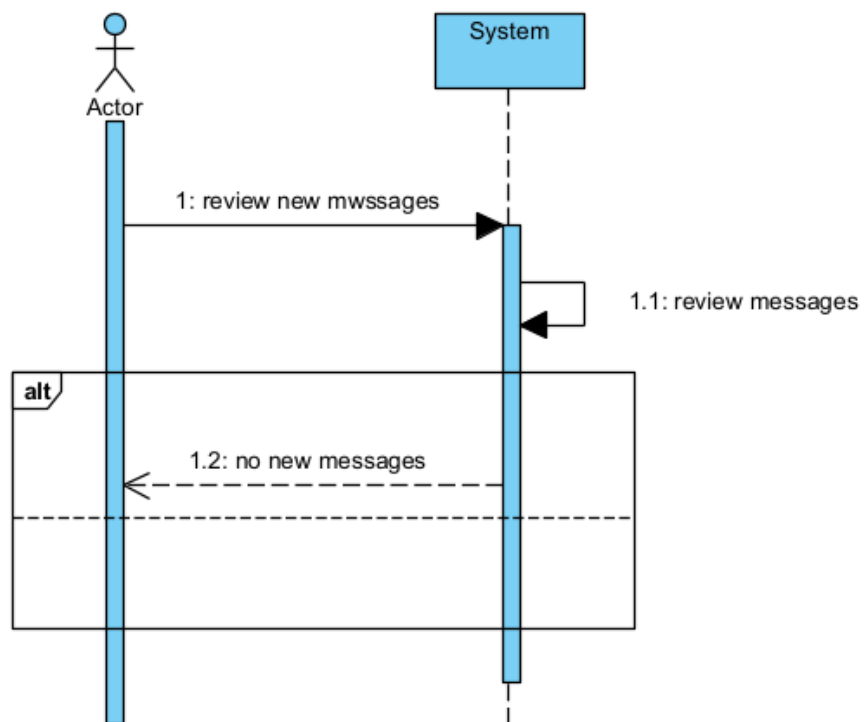 System
Actor
1: review new mwssages
1.1: review messages
alt
1.2: no new messages